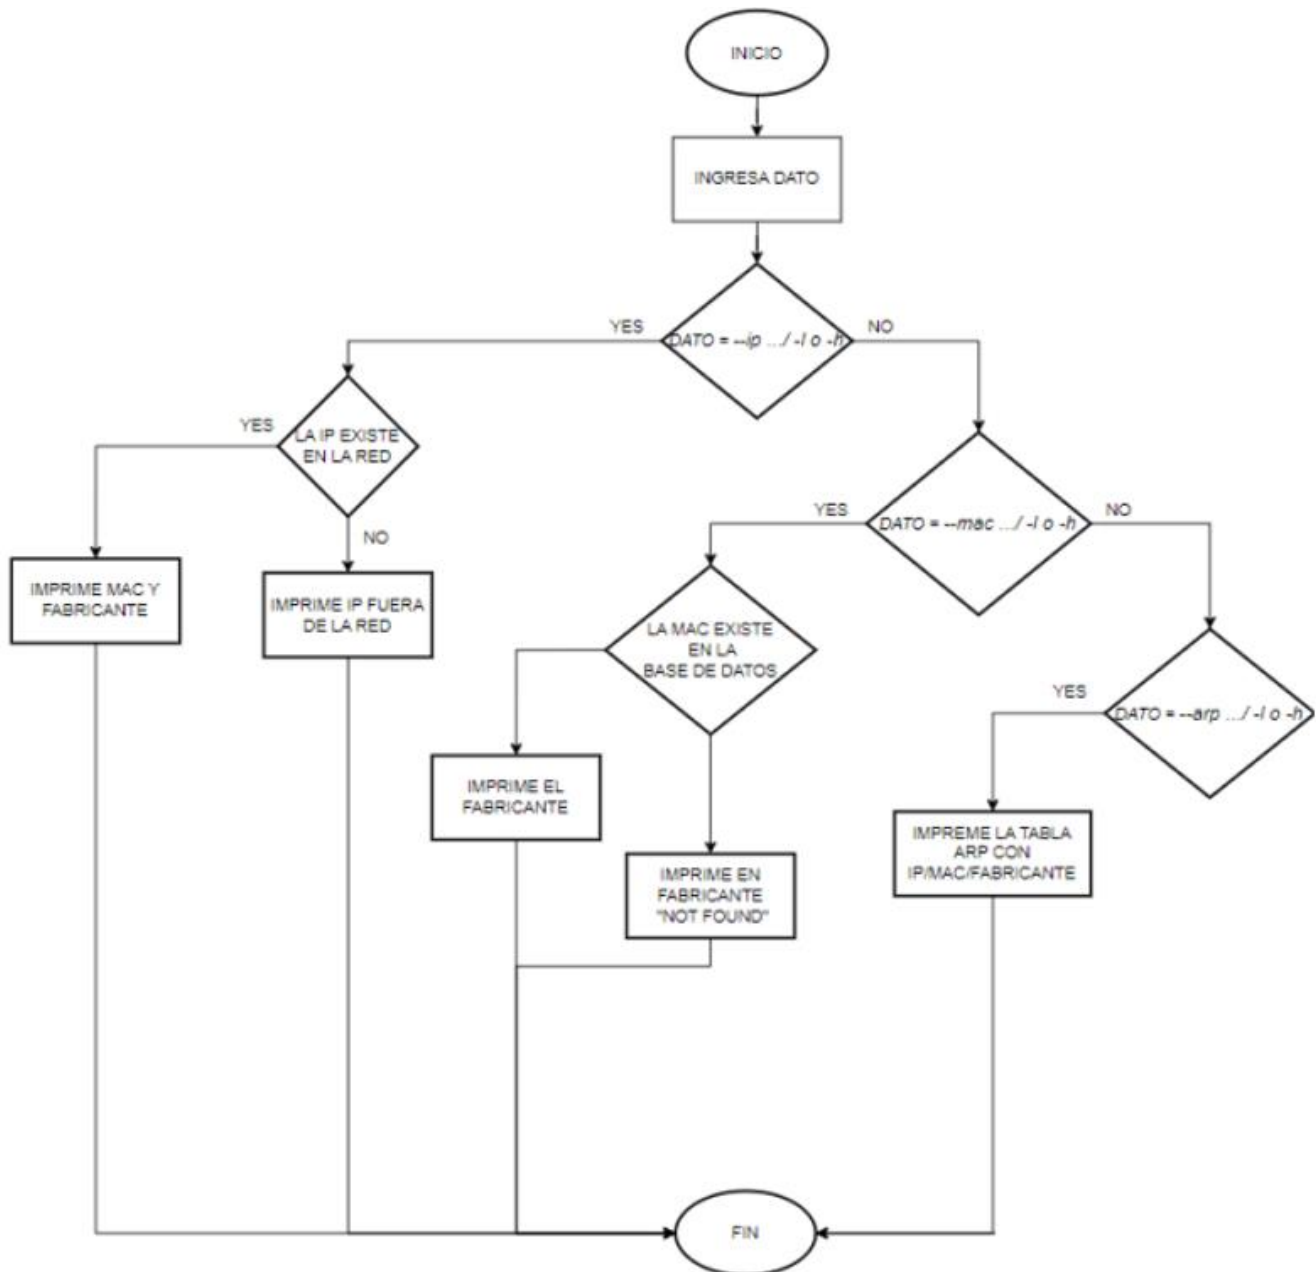 INICIO
INGRESA DATO
YES
DATO = --ip .../ -l o -h
NO
YES
LA IP EXISTE
EN LA RED
NO
IMPRIME MAC Y
FABRICANTE
IMPRIME IP FUERA
DE LA RED
YES
DATO = --mac .../ -l o -h
NO
LA MAC EXISTE
EN LA
BASE DE DATOS
YES
DATO = --arp .../ -l o -h
IMPRIME EL
FABRICANTE
IMPRIME EN
FABRICANTE
"NOT FOUND"
IMPREME LA TABLA
ARP CON
IP/MAC/FABRICANTE
FIN